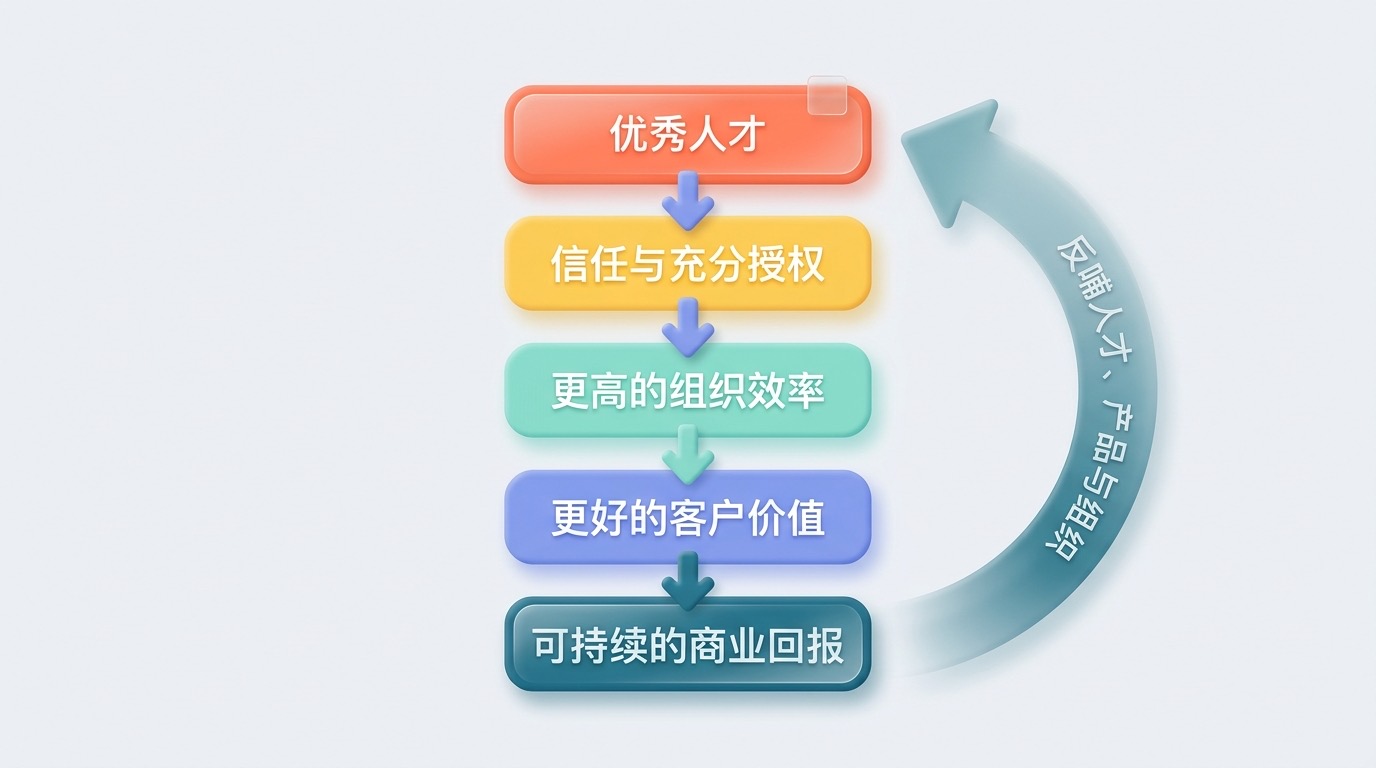 优秀人才
信任与充分授权
更高的组织效率
更好的客户价值
可持续的商业回报
反哺人才、产品与组织